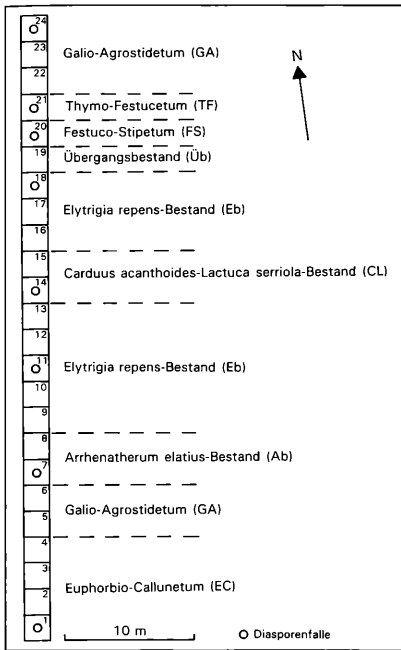 24
23 Galio-Agrostidetum (GA)
22
N
21 Thymo-Festucetum (TF)
20 Festuco-Stipetum (FS)
19 Übergangsbestand (Üb)
18
17 Elytrigia repens-Bestand (Eb)
16
15
Carduus acanthoides-Lactuca serriola-Bestand (CL)
14
13
12
11 Elytrigia repens-Bestand (Eb)
10
9
8
Arrhenatherum elatius-Bestand (Ab)
7
6
Galio-Agrostidetum (GA)
5
4
3
Euphorbio-Callunetum (EC)
2
1
10 m
Diasporenfalle